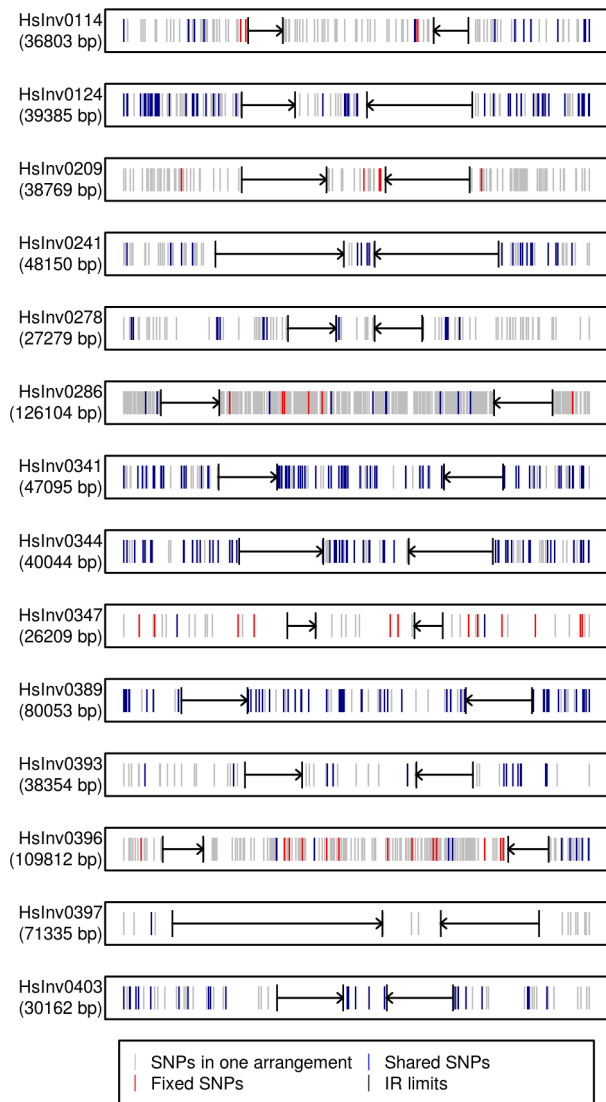 HsInv0114
(36803 bp)
HsInv0124
(39385 bp)
HsInv0209
(38769 bp)
HsInv0241
(48150 bp)
HsInv0278
(27279 bp)
HsInv0286
(126104 bp)
HsInv0341
(47095 bp)
HsInv0344
(40044 bp)
HsInv0347
(26209 bp)
HsInv0389
(80053 bp)
HsInv0393
(38354 bp)
HsInv0396
(109812 bp)
HsInv0397
(71335 bp)
HsInv0403
(30162 bp)
SNPs in one arrangement Shared SNPs
Fixed SNPs IR limits